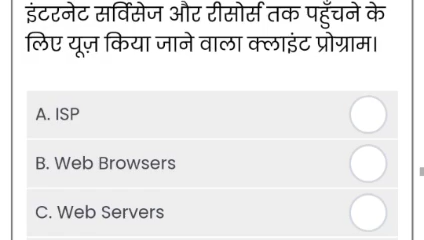 इंटरनेट सर्विसेज और रीसोर्स तक पहुँचने के
लिए यूज़ किया जाने वाला क्लाइंट प्रोग्राम।
A. ISP
B. Web Browsers
C. Web Servers